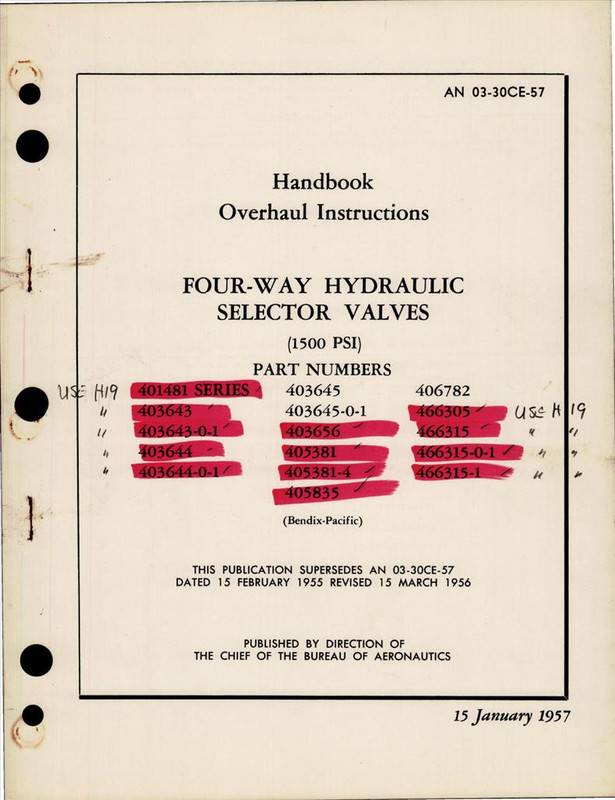 AN 03-30CE-57
Handbook
Overhaul Instructions
FOUR-WAY HYDRAULIC
SELECTOR VALVES
(1500 PSI)
PART NUMBERS
USE H19 401481 SERIES ✓ 403645 406782
" 403643 ✓ 403645-0-1 466305 ✓ USE H19
" 403643-0-1 ✓ 403656 ✓ 466315 ✓ " "
" 403644 ✓ 405381 ✓ 466315-0-1 ✓ " "
" 403644-0-1 ✓ 405381-4 ✓ 466315-1 ✓ " "
405835 ✓
(Bendix-Pacific)
THIS PUBLICATION SUPERSEDES AN 03-30CE-57
DATED 15 FEBRUARY 1955 REVISED 15 MARCH 1956
PUBLISHED BY DIRECTION OF
THE CHIEF OF THE BUREAU OF AERONAUTICS
15 January 1957